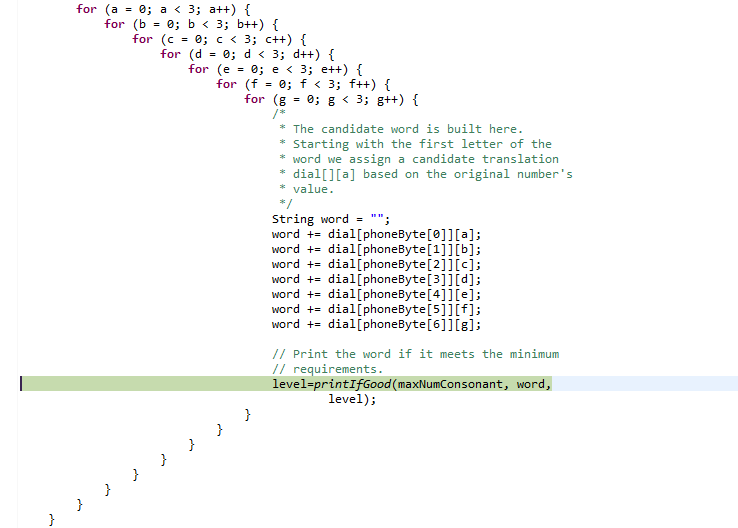 for (a = 0; a < 3; a++) {
for (b = 0; b < 3; b++) {
for (c = 0; c < 3; c++) {
for (d = 0; d < 3; d++) {
for (e = 0; e < 3; e++) {
for (f = 0; f < 3; f++) {
for (g = 0; g < 3; g++) {
/*
* The candidate word is built here.
* Starting with the first letter of the
* word we assign a candidate translation
* dial[][a] based on the original number's
* value.
*/
String word = "";
word += dial[phoneByte[0]][a];
word += dial[phoneByte[1]][b];
word += dial[phoneByte[2]][c];
word += dial[phoneByte[3]][d];
word += dial[phoneByte[4]][e];
word += dial[phoneByte[5]][f];
word += dial[phoneByte[6]][g];
// Print the word if it meets the minimum
// requirements.
level=printIfGood(maxNumConsonant, word,
level);
}
}
}
}
}
}
}
}